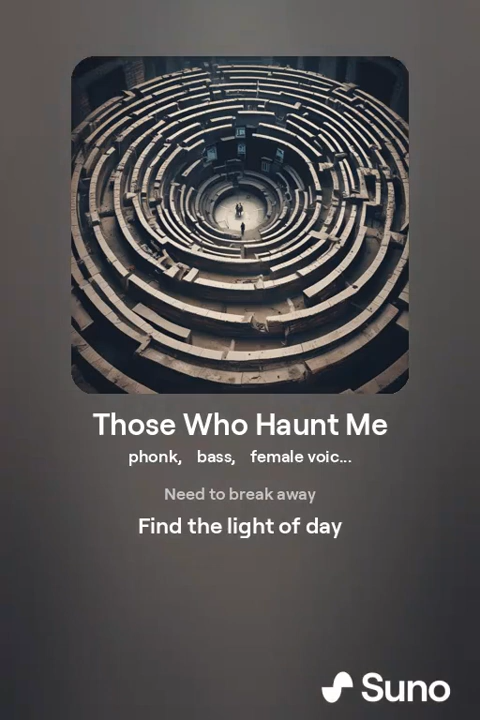 Those Who Haunt Me
phonk, bass, female voic...
Need to break away
Find the light of day
Suno